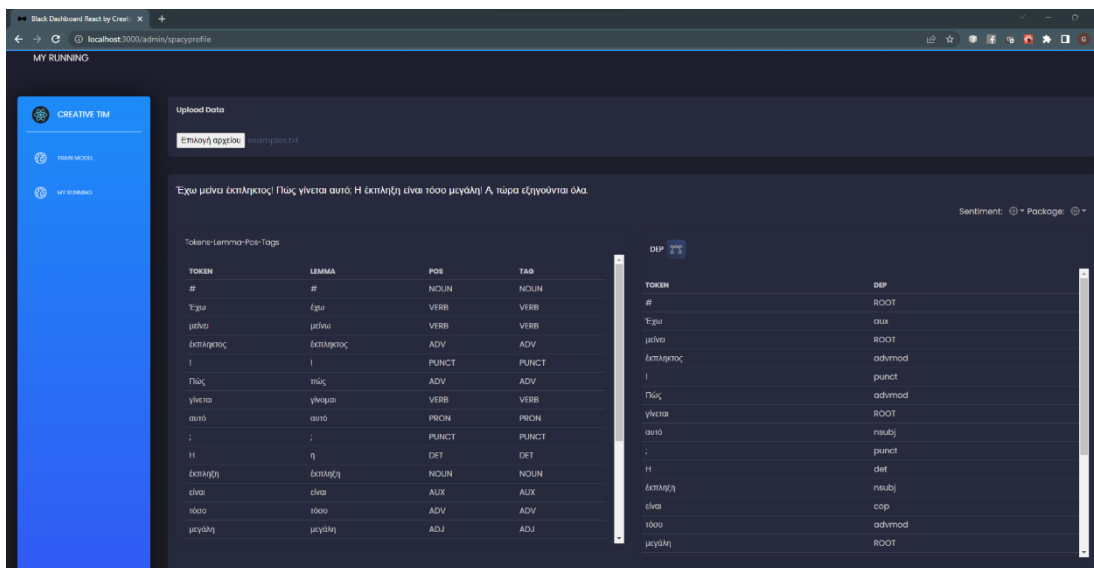 Black Dashboard React by Creati
localhost:3000/admin/spacyprofile
MY RUNNING
CREATIVE TIM
TRAIN MODEL
MY RUNNING
Upload Data
Επιλογή αρχείου examples.txt
Έχω μείνει έκπληκτος! Πώς γίνεται αυτό; Η έκπληξη είναι τόσο μεγάλη! Α, τώρα εξηγούνται όλα.
Sentiment: Package:
Tokens-Lemma-Pos-Tags
TOKEN LEMMA POS TAG
# # NOUN NOUN
Έχω έχω VERB VERB
μείνει μείνω VERB VERB
έκπληκτος έκπληκτος ADV ADV
! ! PUNCT PUNCT
Πώς πώς ADV ADV
γίνεται γίνομαι VERB VERB
αυτό αυτό PRON PRON
; ; PUNCT PUNCT
Η η DET DET
έκπληξη έκπληξη NOUN NOUN
είναι είναι AUX AUX
τόσο τόσο ADV ADV
μεγάλη μεγάλη ADJ ADJ
DEP
TOKEN DEP
# ROOT
Έχω aux
μείνει ROOT
έκπληκτος advmod
! punct
Πώς advmod
γίνεται ROOT
αυτό nsubj
; punct
Η det
έκπληξη nsubj
είναι cop
τόσο advmod
μεγάλη ROOT